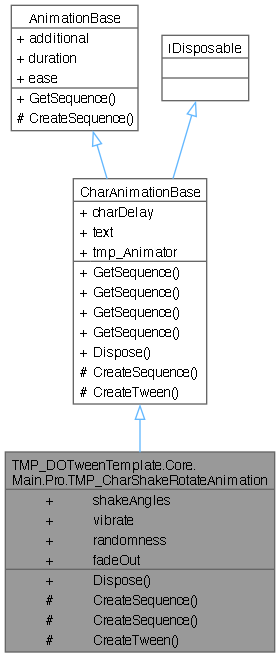 AnimationBase
+ additional
+ duration
+ ease
+ GetSequence()
# CreateSequence()
IDisposable
CharAnimationBase
+ charDelay
+ text
+ tmp_Animator
+ GetSequence()
+ GetSequence()
+ GetSequence()
+ GetSequence()
+ Dispose()
# CreateSequence()
# CreateTween()
TMP_DOTweenTemplate.Core.
Main.Pro.TMP_CharShakeRotateAnimation
+ shakeAngles
+ vibrate
+ randomness
+ fadeOut
+ Dispose()
# CreateSequence()
# CreateSequence()
# CreateTween()